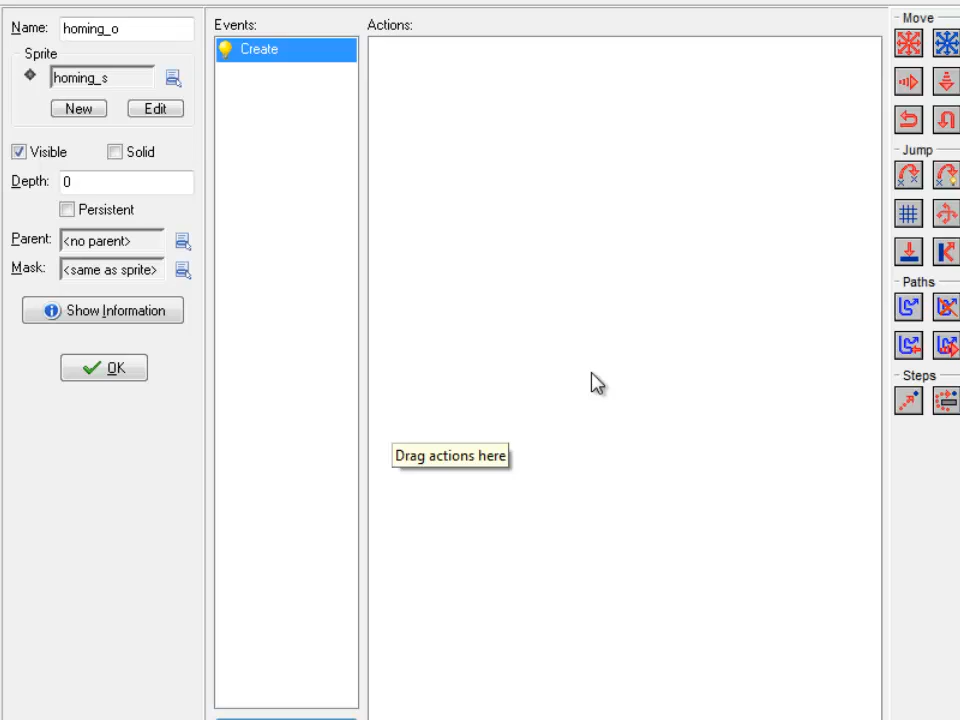 Name: homing_o
Sprite
homing_s
New Edit
Visible Solid
Depth: 0
Persistent
Parent: <no parent>
Mask: <same as sprite>
Show Information
OK
Events:
Create
Actions:
Drag actions here
Move
Jump
Paths
Steps